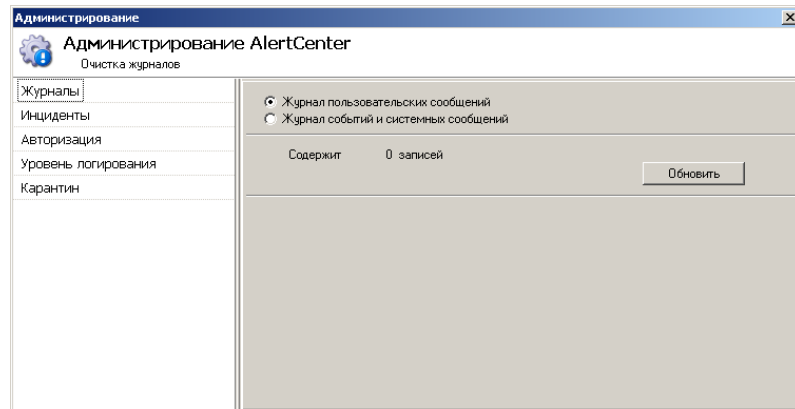 Администрирование
Администрирование AlertCenter
Очистка журналов
Журналы
Инциденты
Авторизация
Уровень логирования
Карантин
Журнал пользовательских сообщений
Журнал событий и системных сообщений
Содержит 0 записей
Обновить